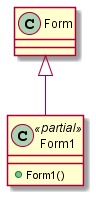 C Form
«partial»
C Form1
Form1()